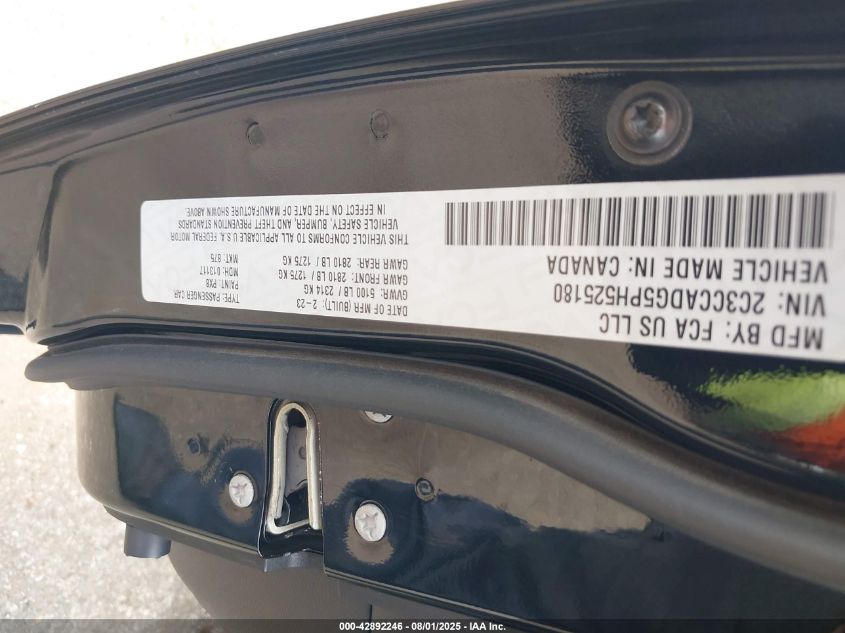 MFD BY: FCA US LLC
VIN: 2C3CCADG5PH525180
VEHICLE MADE IN: CANADA
DATE OF MFR (BUILT): 2-23
GVWR: 5100 LB / 2314 KG
GAWR FRONT: 2810 LB / 1275 KG
GAWR REAR: 2810 LB / 1275 KG
TYPE: PASSENGER CAR
PAINT: PX8
MDH: 013117
MKT: 975
THIS VEHICLE CONFORMS TO ALL APPLICABLE U.S.A. FEDERAL MOTOR
VEHICLE SAFETY, BUMPER, AND THEFT PREVENTION STANDARDS
IN EFFECT ON THE DATE OF MANUFACTURE SHOWN ABOVE.
000-42892246 - 08/01/2025 - IAA Inc.